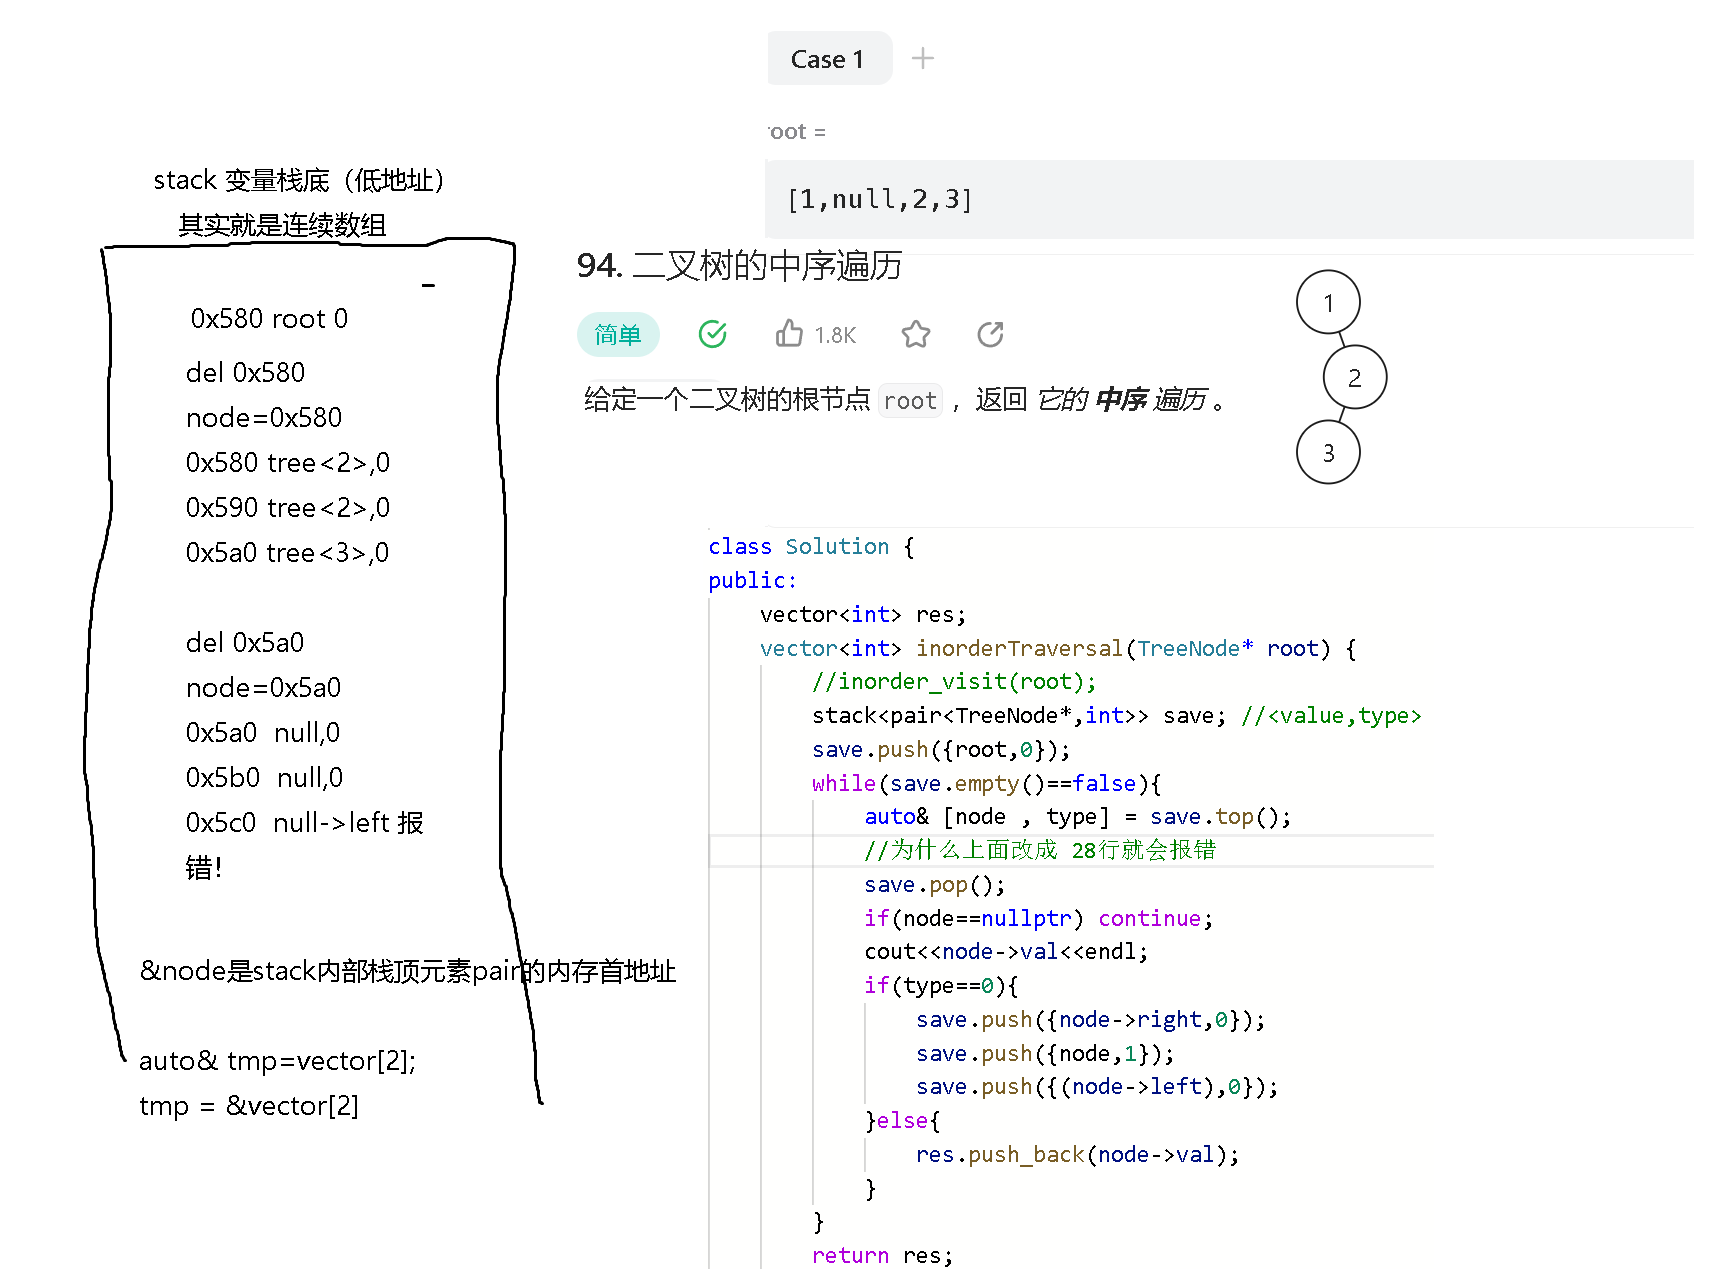 Case 1
root =
[1,null,2,3]
stack 变量栈底（低地址）
其实就是连续数组
0x580 root 0
del 0x580
node=0x580
0x580 tree<2>,0
0x590 tree<2>,0
0x5a0 tree<3>,0
del 0x5a0
node=0x5a0
0x5a0 null,0
0x5b0 null,0
0x5c0 null->left 报
错!
&node是stack内部栈顶元素pair的内存首地址
auto& tmp=vector[2];
tmp = &vector[2]
94. 二叉树的中序遍历
简单 1.8K
给定一个二叉树的根节点 root ，返回 它的 中序 遍历 。
1
2
3
class Solution {
public:
vector<int> res;
vector<int> inorderTraversal(TreeNode* root) {
//inorder_visit(root);
stack<pair<TreeNode*,int>> save; //<value,type>
save.push({root,0});
while(save.empty()==false){
auto& [node , type] = save.top();
//为什么上面改成 28行就会报错
save.pop();
if(node==nullptr) continue;
cout<<node->val<<endl;
if(type==0){
save.push({node->right,0});
save.push({node,1});
save.push({(node->left),0});
}else{
res.push_back(node->val);
}
}
return res;